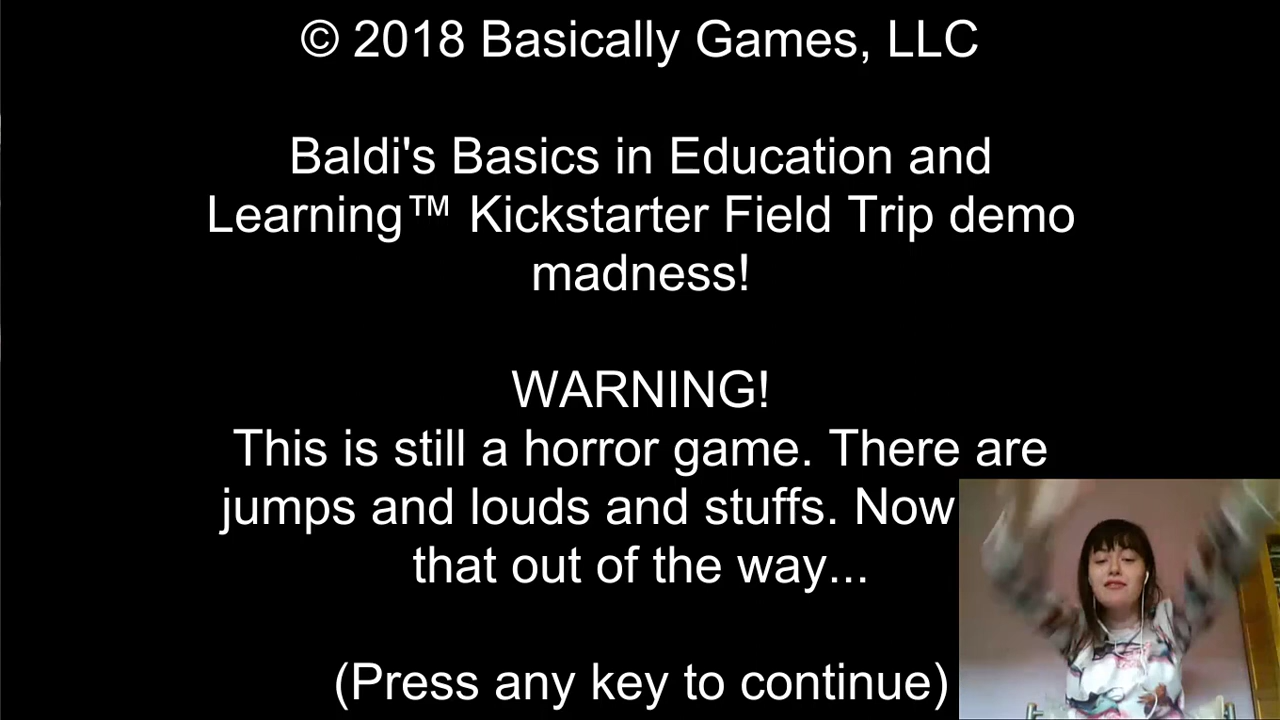 © 2018 Basically Games, LLC
Baldi's Basics in Education and
Learning™ Kickstarter Field Trip demo
madness!
WARNING!
This is still a horror game. There are
jumps and louds and stuffs. Now
that out of the way...
(Press any key to continue)